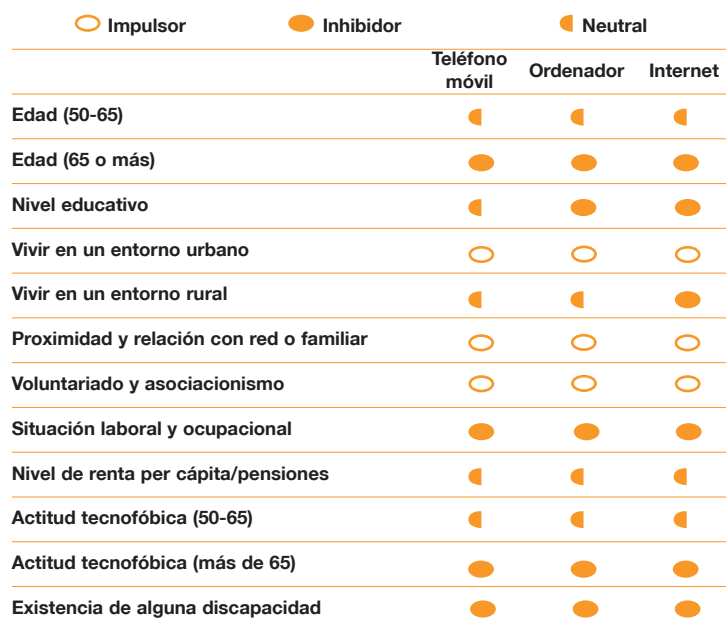 Impulsor Inhibidor Neutral
Teléfono
móvil Ordenador Internet
Edad (50-65)
Edad (65 o más)
Nivel educativo
Vivir en un entorno urbano
Vivir en un entorno rural
Proximidad y relación con red o familiar
Voluntariado y asociacionismo
Situación laboral y ocupacional
Nivel de renta per cápita/pensiones
Actitud tecnofóbica (50-65)
Actitud tecnofóbica (más de 65)
Existencia de alguna discapacidad